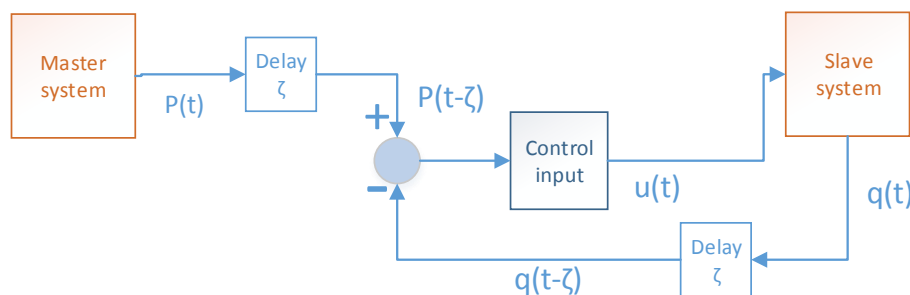 Master
system
P(t)
Delay
ζ
P(t-ζ)
+
−
Control
input
u(t)
Slave
system
q(t)
Delay
ζ
q(t-ζ)